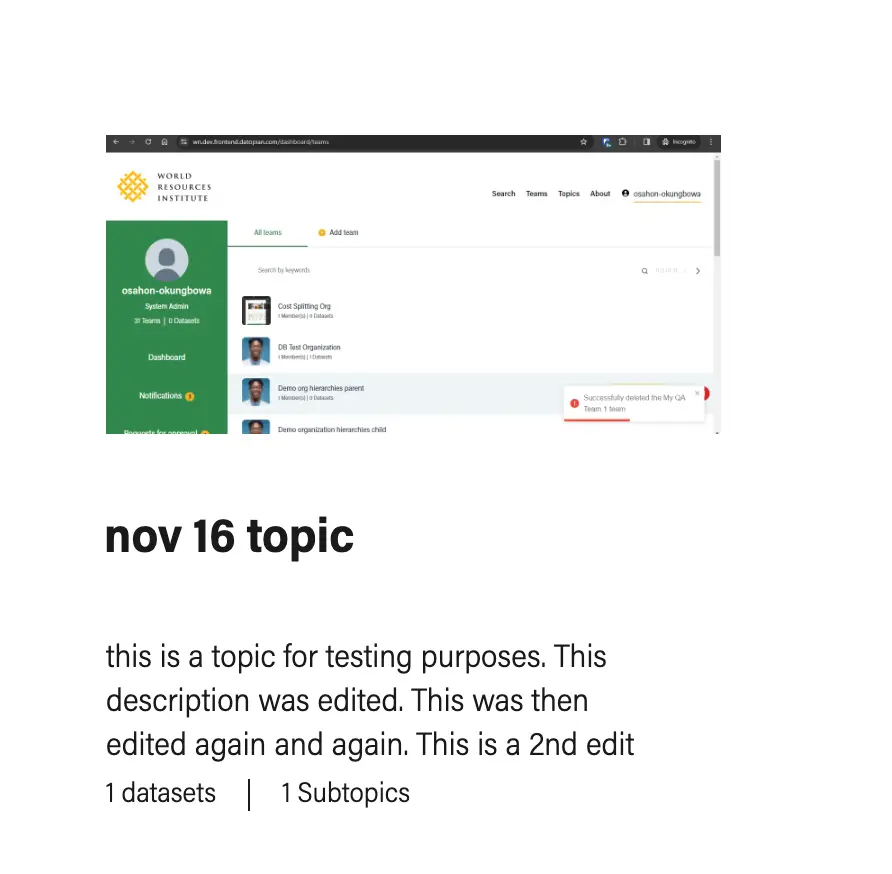 wri.dev.frontend.datopian.com/dashboard/teams
Incognito
WORLD
RESOURCES
INSTITUTE
Search Teams Topics About osahon-okungbowa
All teams Add team
Search by keywords
osahon-okungbowa
System Admin
31 Teams | 0 Datasets
Cost Splitting Org
1 Member(s) | 0 Datasets
DB Test Organization
1 Member(s) | 1 Datasets
Dashboard
Demo org hierarchies parent
1 Member(s) | 0 Datasets
Notifications
Successfully deleted the My QA
Team 1 team
Requests for approval
Demo organization hierarchies child
nov 16 topic
this is a topic for testing purposes. This
description was edited. This was then
edited again and again. This is a 2nd edit
1 datasets | 1 Subtopics